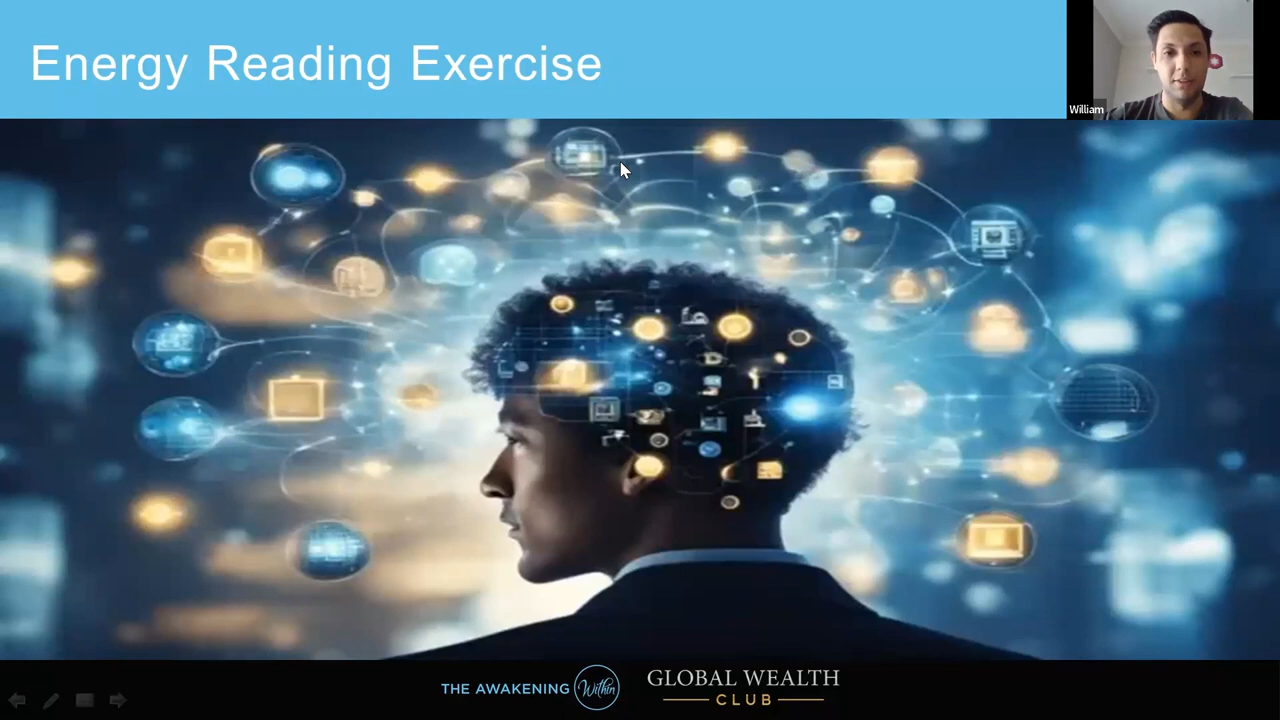 Energy Reading Exercise
William
THE AWAKENING Within
GLOBAL WEALTH
CLUB